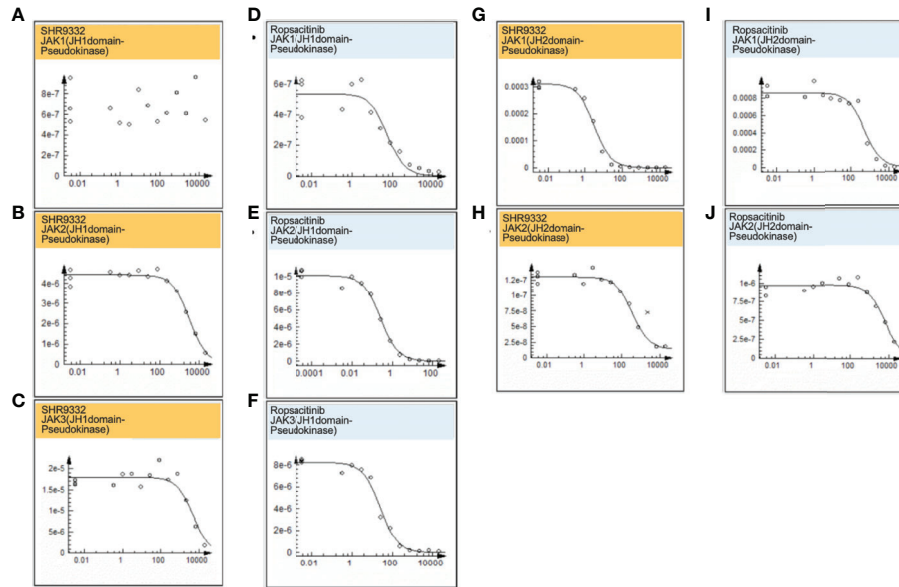 A
SHR9332
JAK1(JH1domain-
Pseudokinase)
8e-7
6e-7
4e-7
2e-7
0
0.01
1
100
10000
B
SHR9332
JAK2(JH1domain-
Pseudokinase)
4e-6
3e-6
2e-6
1e-6
0
0.01
1
100
10000
C
SHR9332
JAK3(JH1domain-
Pseudokinase)
2e-5
1.5e-5
1e-5
5e-6
0
0.01
1
100
10000
D
Ropsacitinib
JAK1(JH1domain-
Pseudokinase)
6e-7
4e-7
2e-7
0
0.01
1
100
10000
E
Ropsacitinib
JAK2(JH1domain-
Pseudokinase)
1e-5
8e-6
6e-6
4e-6
2e-6
0
0.0001
0.01
1
100
F
Ropsacitinib
JAK3(JH1domain-
Pseudokinase)
8e-6
6e-6
4e-6
2e-6
0
0.01
1
100
10000
G
SHR9332
JAK1(JH2domain-
Pseudokinase)
0.0003
0.0002
0.0001
0
0.01
1
100
10000
H
SHR9332
JAK2(JH2domain-
Pseudokinase)
1.2e-7
1e-7
7.5e-8
5e-8
2.5e-8
0
0.01
1
100
10000
I
Ropsacitinib
JAK1(JH2domain-
Pseudokinase)
0.0008
0.0006
0.0004
0.0002
0
0.01
1
100
10000
J
Ropsacitinib
JAK2(JH2domain-
Pseudokinase)
1e-6
7.5e-7
5e-7
2.5e-7
0
0.01
1
100
10000